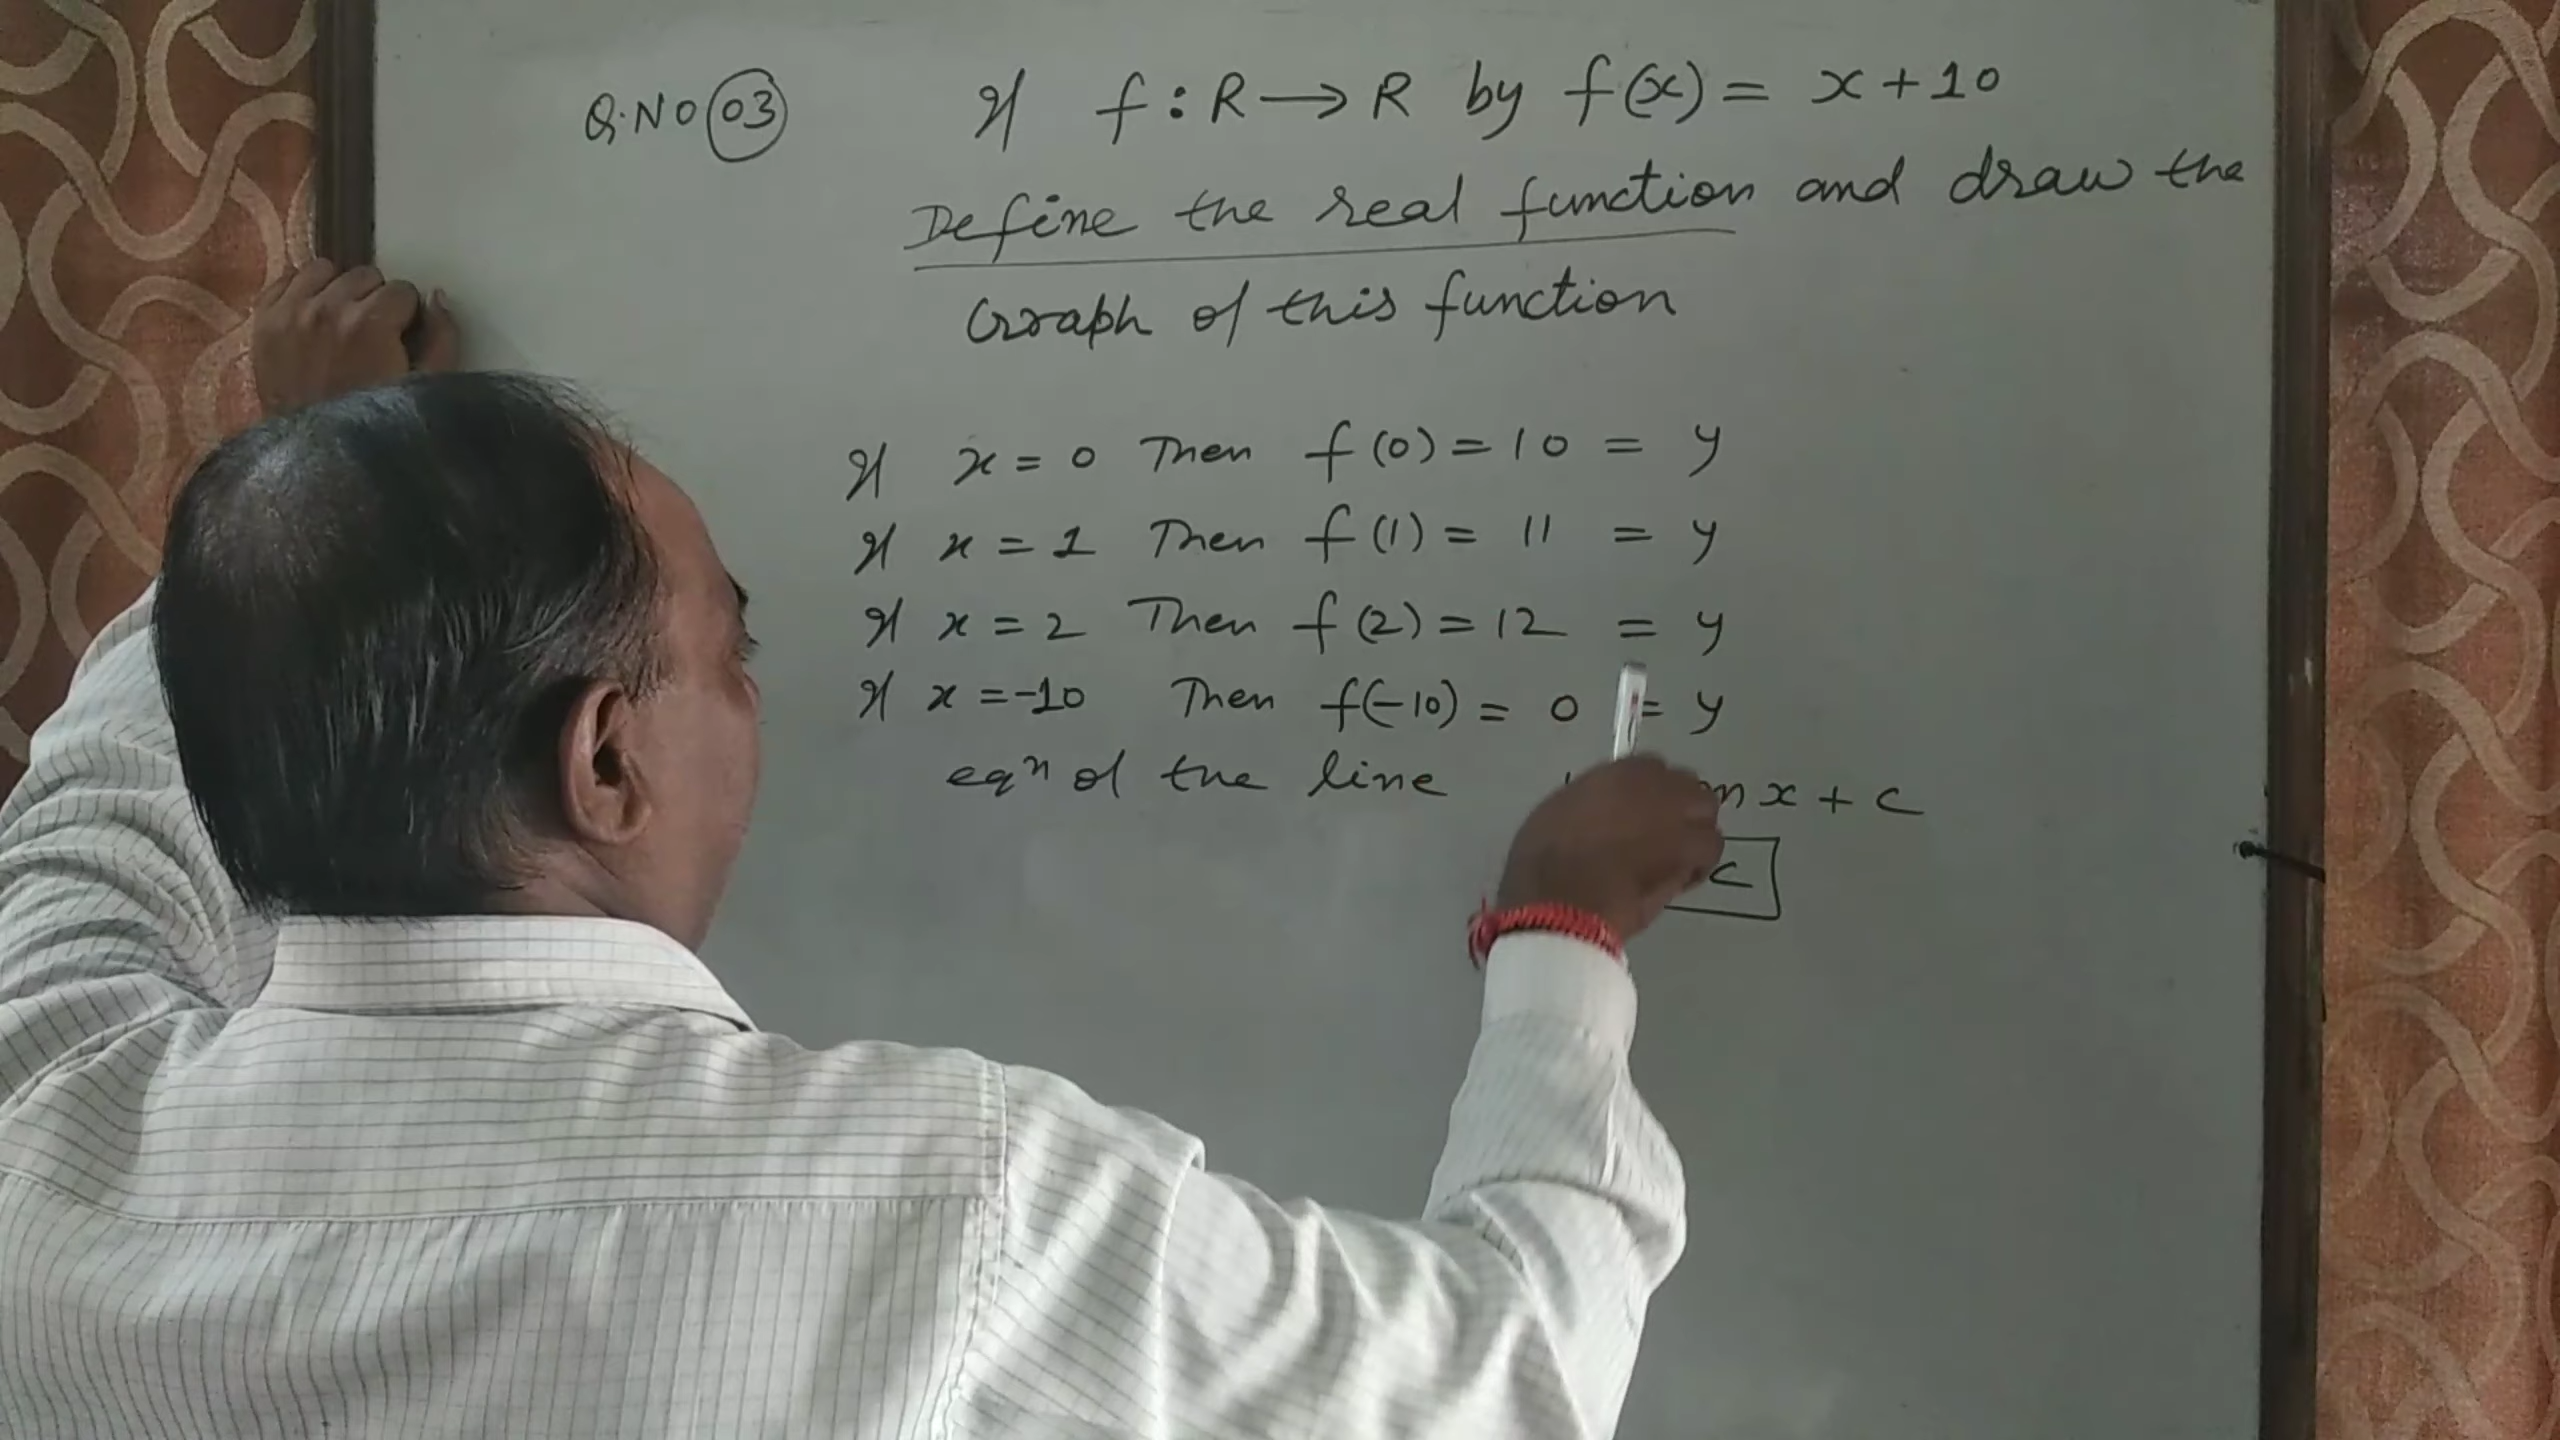 Q.NO 03 If f : R → R by f(x) = x + 10
Define the real function and draw the
Graph of this function
If x = 0 Then f(0) = 10 = y
If x = 1 Then f(1) = 11 = y
If x = 2 Then f(2) = 12 = y
If x = -10 Then f(-10) = 0 = y
eqn of the line mx + c
c